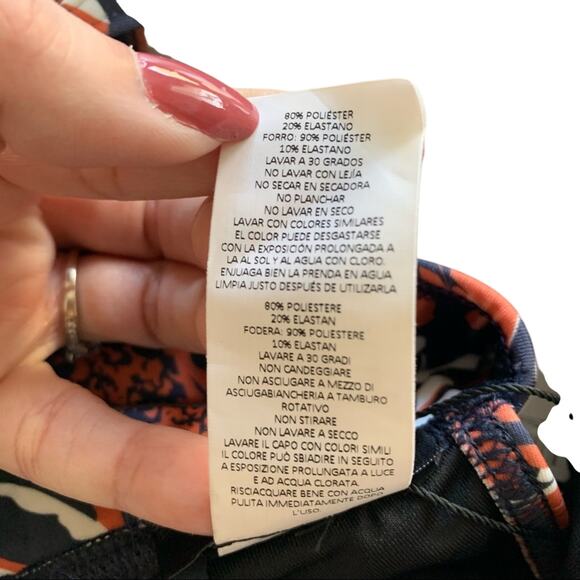 80% POLIÉSTER
20% ELASTANO
FORRO: 90% POLIÉSTER
10% ELASTANO
LAVAR A 30 GRADOS
NO LAVAR CON LEJÍA
NO SECAR EN SECADORA
NO PLANCHAR
NO LAVAR EN SECO
LAVAR CON COLORES SIMILARES
EL COLOR PUEDE DESGASTARSE
CON LA EXPOSICIÓN PROLONGADA A
LA AL SOL Y AL AGUA CON CLORO.
ENJUAGA BIEN LA PRENDA EN AGUA
LIMPIA JUSTO DESPUÉS DE UTILIZARLA
80% POLIESTERE
20% ELASTAN
FODERA: 90% POLIESTERE
10% ELASTAN
LAVARE A 30 GRADI
NON CANDEGGIARE
NON ASCIUGARE A MEZZO DI
ASCIUGABIANCHERIA A TAMBURO
ROTATIVO
NON STIRARE
NON LAVARE A SECCO
LAVARE IL CAPO CON COLORI SIMILI
IL COLORE PUÒ SBIADIRE IN SEGUITO
A ESPOSIZIONE PROLUNGATA A LUCE
E AD ACQUA CLORATA.
RISCIACQUARE BENE CON ACQUA
PULITA IMMEDIATAMENTE DOPO
L'USO.